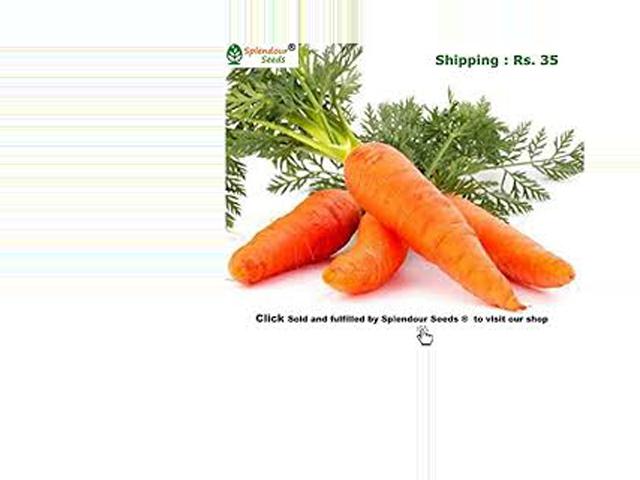 Splendour®
Seeds
Shipping : Rs. 35
Click Sold and fulfilled by Splendour Seeds ® to visit our shop